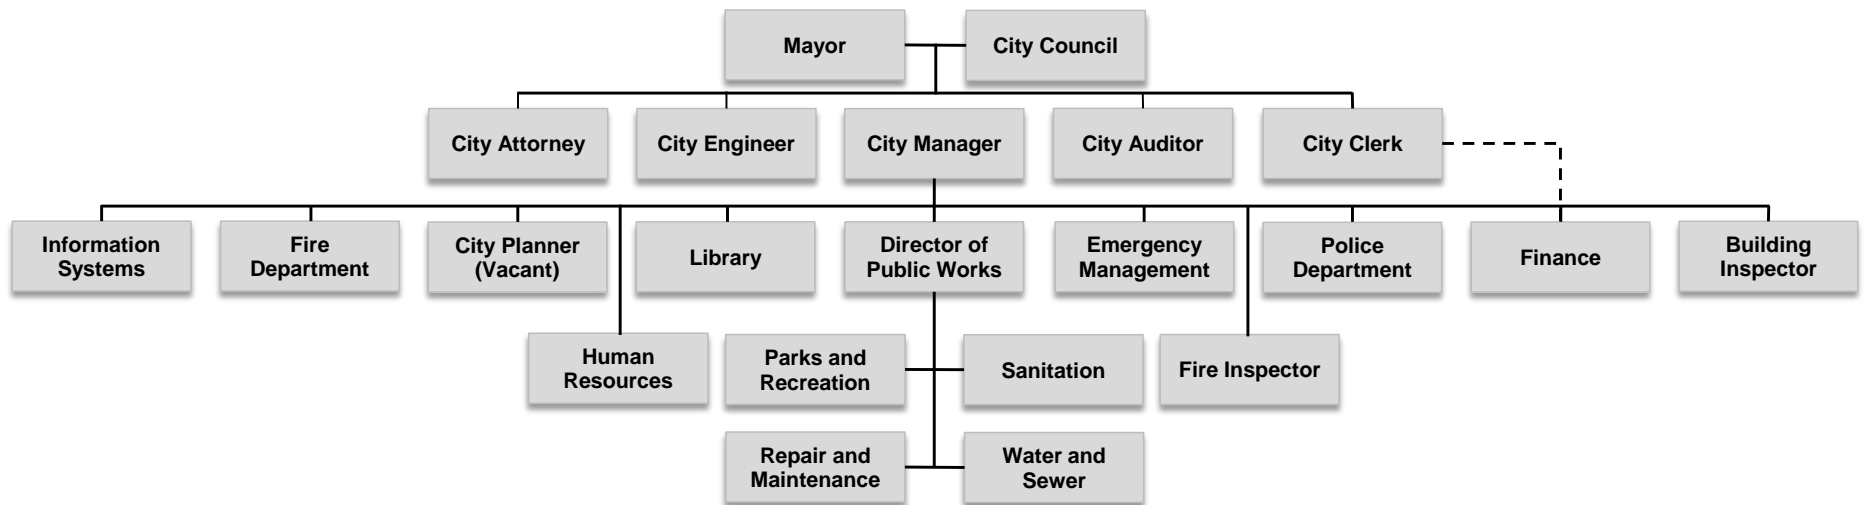 Mayor
City Council
City Attorney
City Engineer
City Manager
City Auditor
City Clerk
Information
Systems
Fire
Department
City Planner
(Vacant)
Library
Director of
Public Works
Emergency
Management
Police
Department
Finance
Building
Inspector
Human
Resources
Parks and
Recreation
Sanitation
Fire Inspector
Repair and
Maintenance
Water and
Sewer